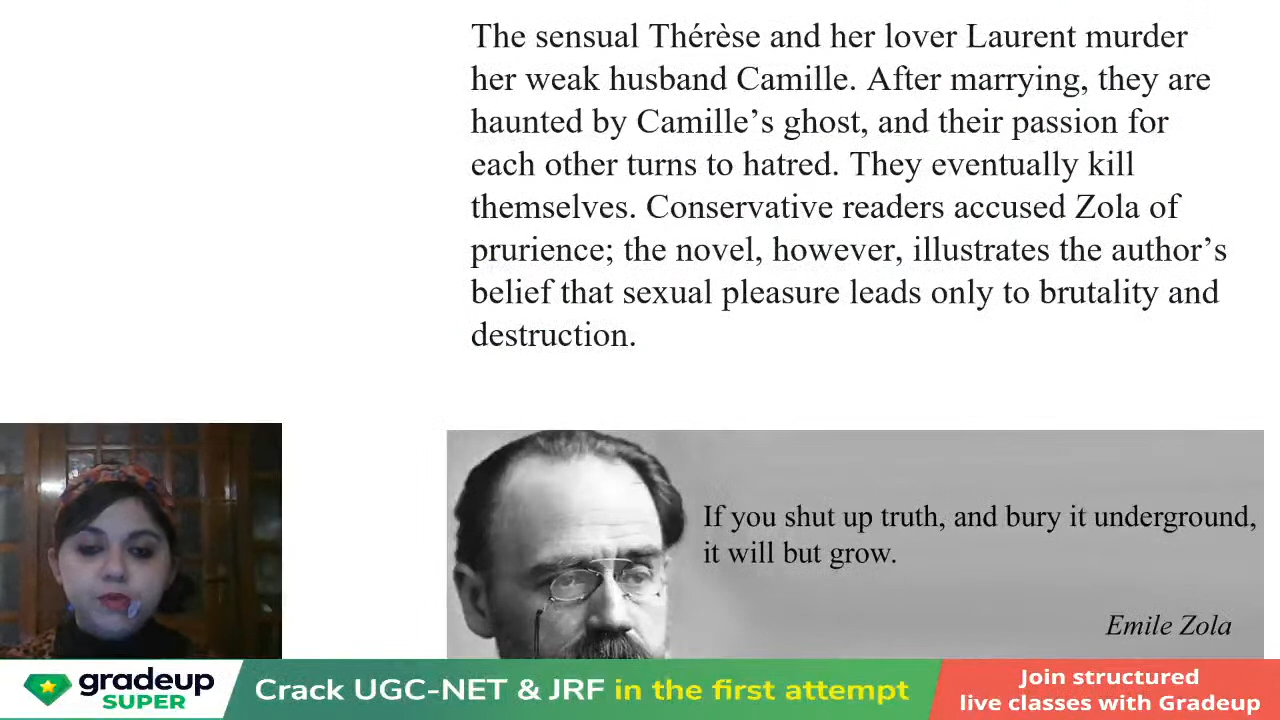 The sensual Thérèse and her lover Laurent murder
her weak husband Camille. After marrying, they are
haunted by Camille’s ghost, and their passion for
each other turns to hatred. They eventually kill
themselves. Conservative readers accused Zola of
prurience; the novel, however, illustrates the author’s
belief that sexual pleasure leads only to brutality and
destruction.
If you shut up truth, and bury it underground,
it will but grow.
Emile Zola
gradeup
SUPER
Crack UGC-NET & JRF in the first attempt
Join structured
live classes with Gradeup